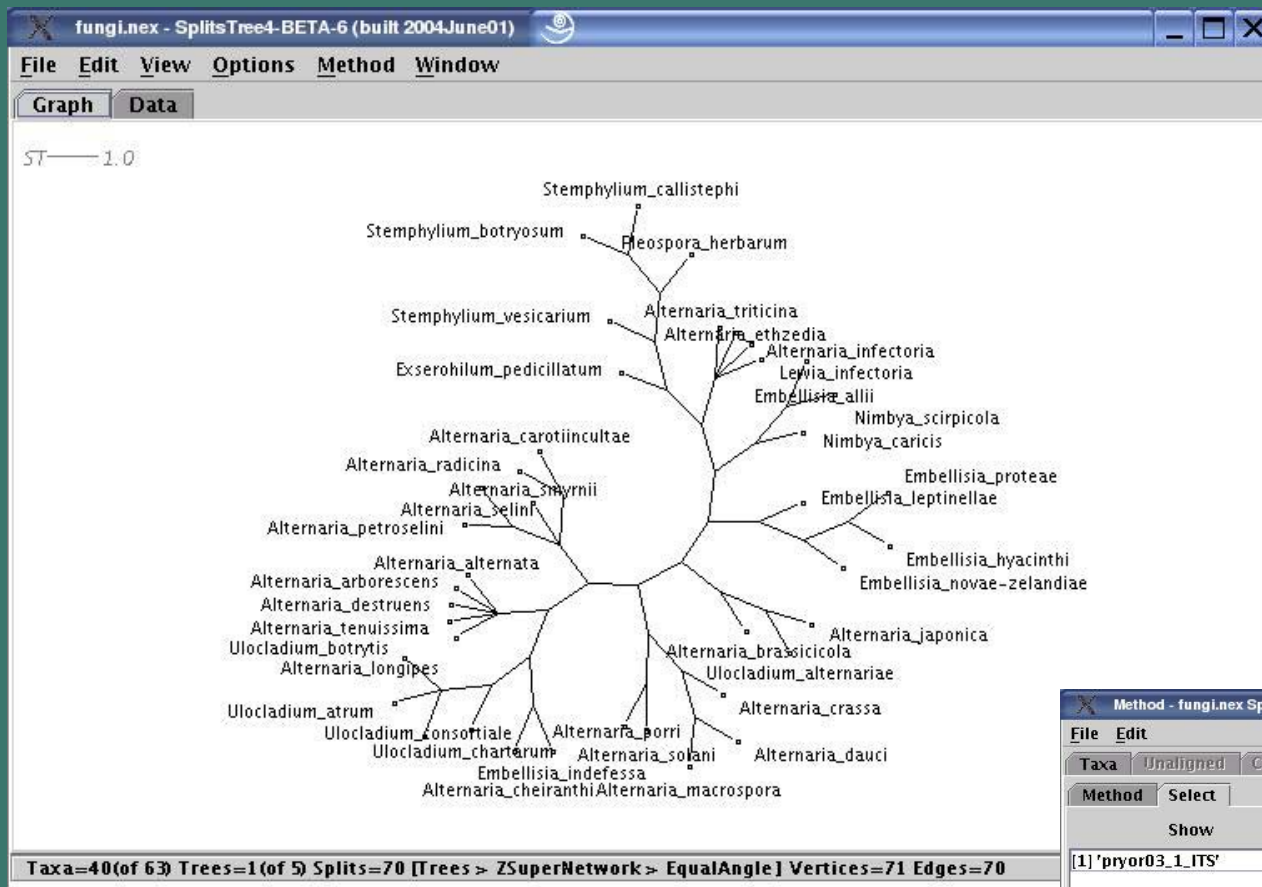 fungi.nex - SplitsTree4-BETA-6 (built 2004June01)
File Edit View Options Method Window
Graph Data
ST 1.0
Stemphylium_callistephi
Stemphylium_botryosum
Pleospora_herbarum
Stemphylium_vesicarium
Alternaria_triticina
Alternaria_ethzedia
Alternaria_infectoria
Exserohilum_pedicillatum
Lewia_infectoria
Embellisia_allii
Nimbya_scirpicola
Alternaria_carotiincultae
Nimbya_caricis
Alternaria_radicina
Embellisia_proteae
Alternaria_smyrnii
Embellisia_leptinellae
Alternaria_selini
Alternaria_petroselini
Embellisia_hyacinthi
Alternaria_alternata
Alternaria_arborescens
Embellisia_novae-zelandiae
Alternaria_destruens
Alternaria_tenuissima
Alternaria_japonica
Ulocladium_botrytis
Alternaria_brassicicola
Alternaria_longipes
Ulocladium_alternariae
Ulocladium_atrum
Alternaria_crassa
Ulocladium_consortiale
Alternaria_porri
Ulocladium_chartarum
Alternaria_solani
Alternaria_dauci
Embellisia_indefessa
Alternaria_cheiranthi
Alternaria_macrospora
Taxa=40(of 63) Trees=1(of 5) Splits=70 [Trees > ZSuperNetwork > EqualAngle] Vertices=71 Edges=70
Method - fungi.nex Sp
File Edit
Taxa Unaligned C
Method Select
Show
[1] 'pryor03_1_ITS'